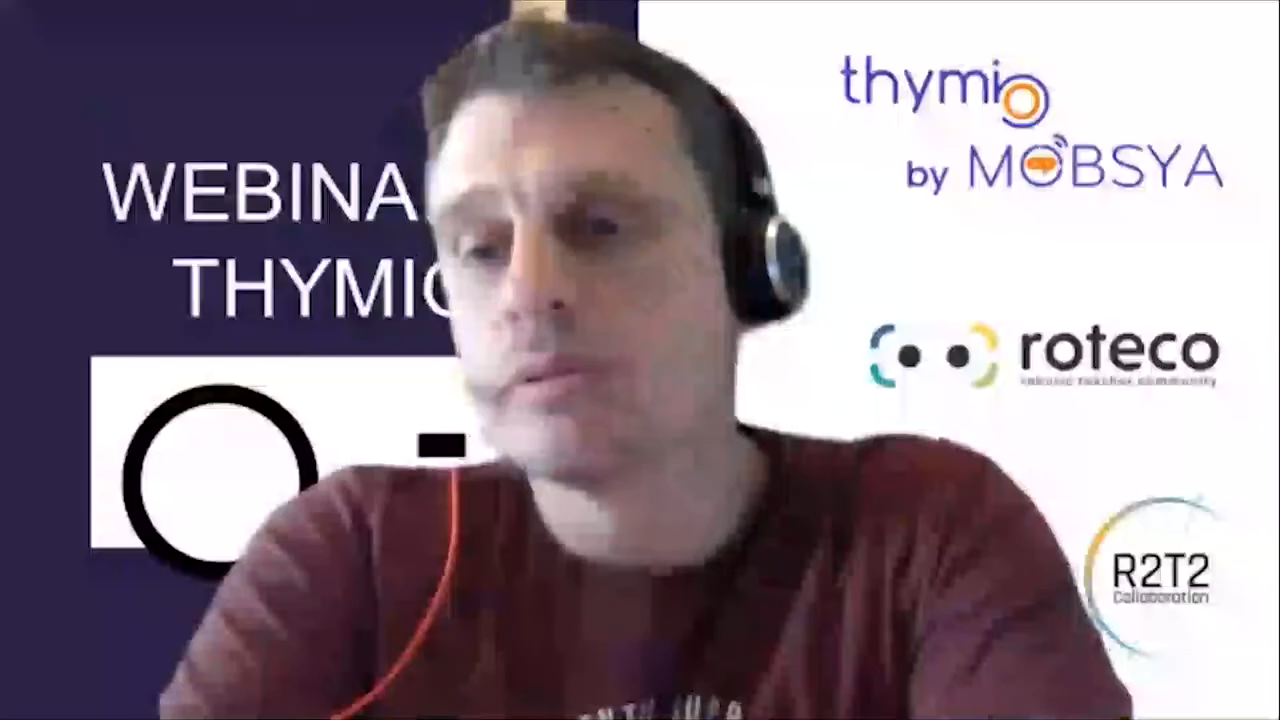 WEBINA
THYMIO
thymio
by MOBSYA
roteco
R2T2
Collaboration